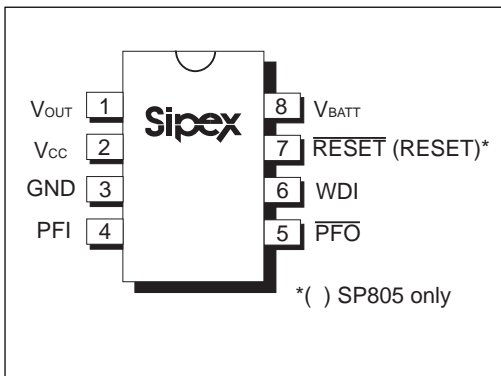 VOUT 1 Sipex 8 VBATT
VCC 2 7 RESET (RESET)*
GND 3 6 WDI
PFI 4 5 PFO
*( ) SP805 only